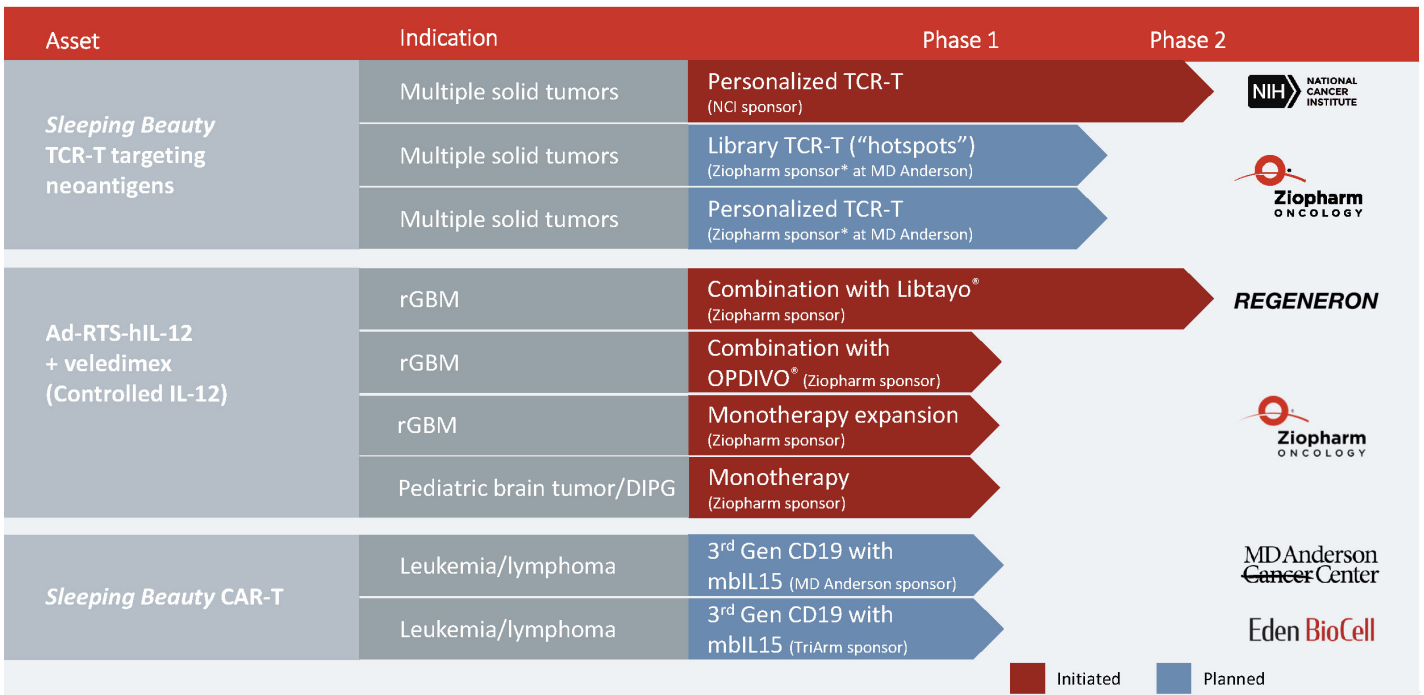 Asset Indication Phase 1 Phase 2
Sleeping Beauty
TCR-T targeting
neoantigens
Multiple solid tumors
Personalized TCR-T
(NCI sponsor)
NIH
NATIONAL
CANCER
INSTITUTE
Multiple solid tumors
Library TCR-T (“hotspots”)
(Ziopharm sponsor* at MD Anderson)
Multiple solid tumors
Personalized TCR-T
(Ziopharm sponsor* at MD Anderson)
Ziopharm
ONCOLOGY
Ad-RTS-hIL-12
+ veledimex
(Controlled IL-12)
rGBM
Combination with Libtayo®
(Ziopharm sponsor)
REGENERON
rGBM
Combination with
OPDIVO® (Ziopharm sponsor)
rGBM
Monotherapy expansion
(Ziopharm sponsor)
Pediatric brain tumor/DIPG
Monotherapy
(Ziopharm sponsor)
Ziopharm
ONCOLOGY
Sleeping Beauty CAR-T
Leukemia/lymphoma
3rd Gen CD19 with
mbIL15 (MD Anderson sponsor)
MD Anderson
Cancer Center
Leukemia/lymphoma
3rd Gen CD19 with
mbIL15 (TriArm sponsor)
Eden BioCell
Initiated
Planned